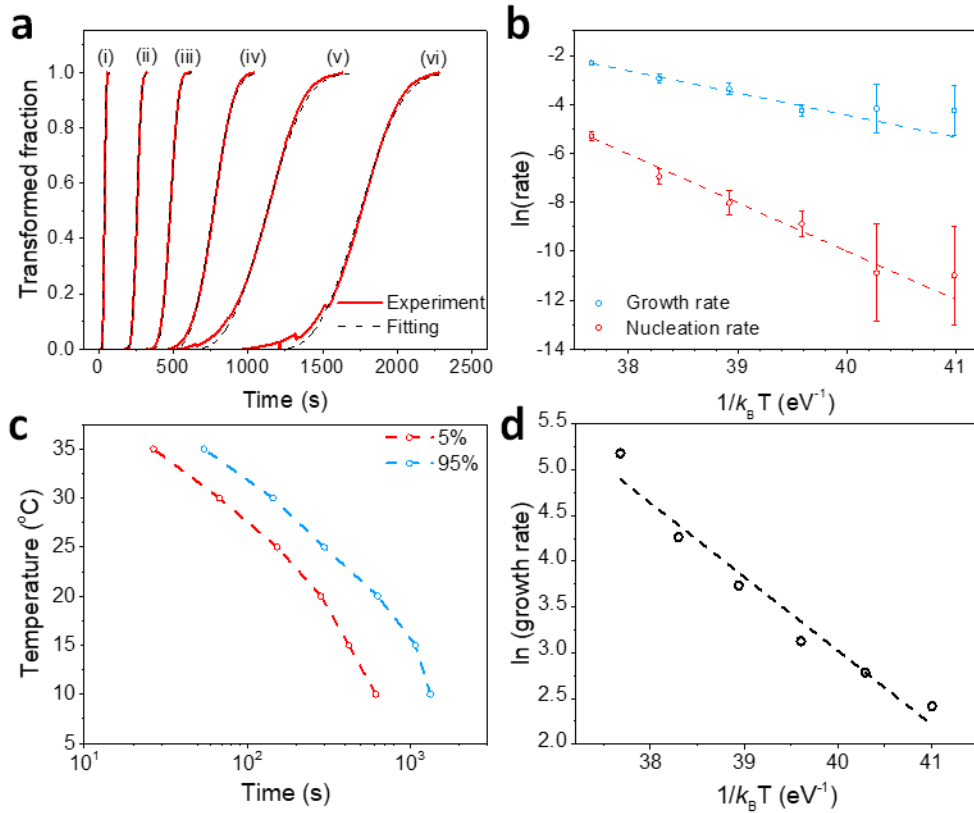 a
(i) (ii) (iii) (iv) (v) (vi)
1.0
0.8
0.6
0.4
0.2
0.0
Transformed fraction
Experiment
Fitting
0 500 1000 1500 2000 2500
Time (s)
b
-2
-4
-6
-8
-10
-12
-14
ln(rate)
Growth rate
Nucleation rate
38 39 40 41
1/k_BT (eV⁻¹)
c
35
30
25
20
15
10
5
Temperature (°C)
5%
95%
10¹ 10² 10³
Time (s)
d
5.5
5.0
4.5
4.0
3.5
3.0
2.5
2.0
ln (growth rate)
38 39 40 41
1/k_BT (eV⁻¹)